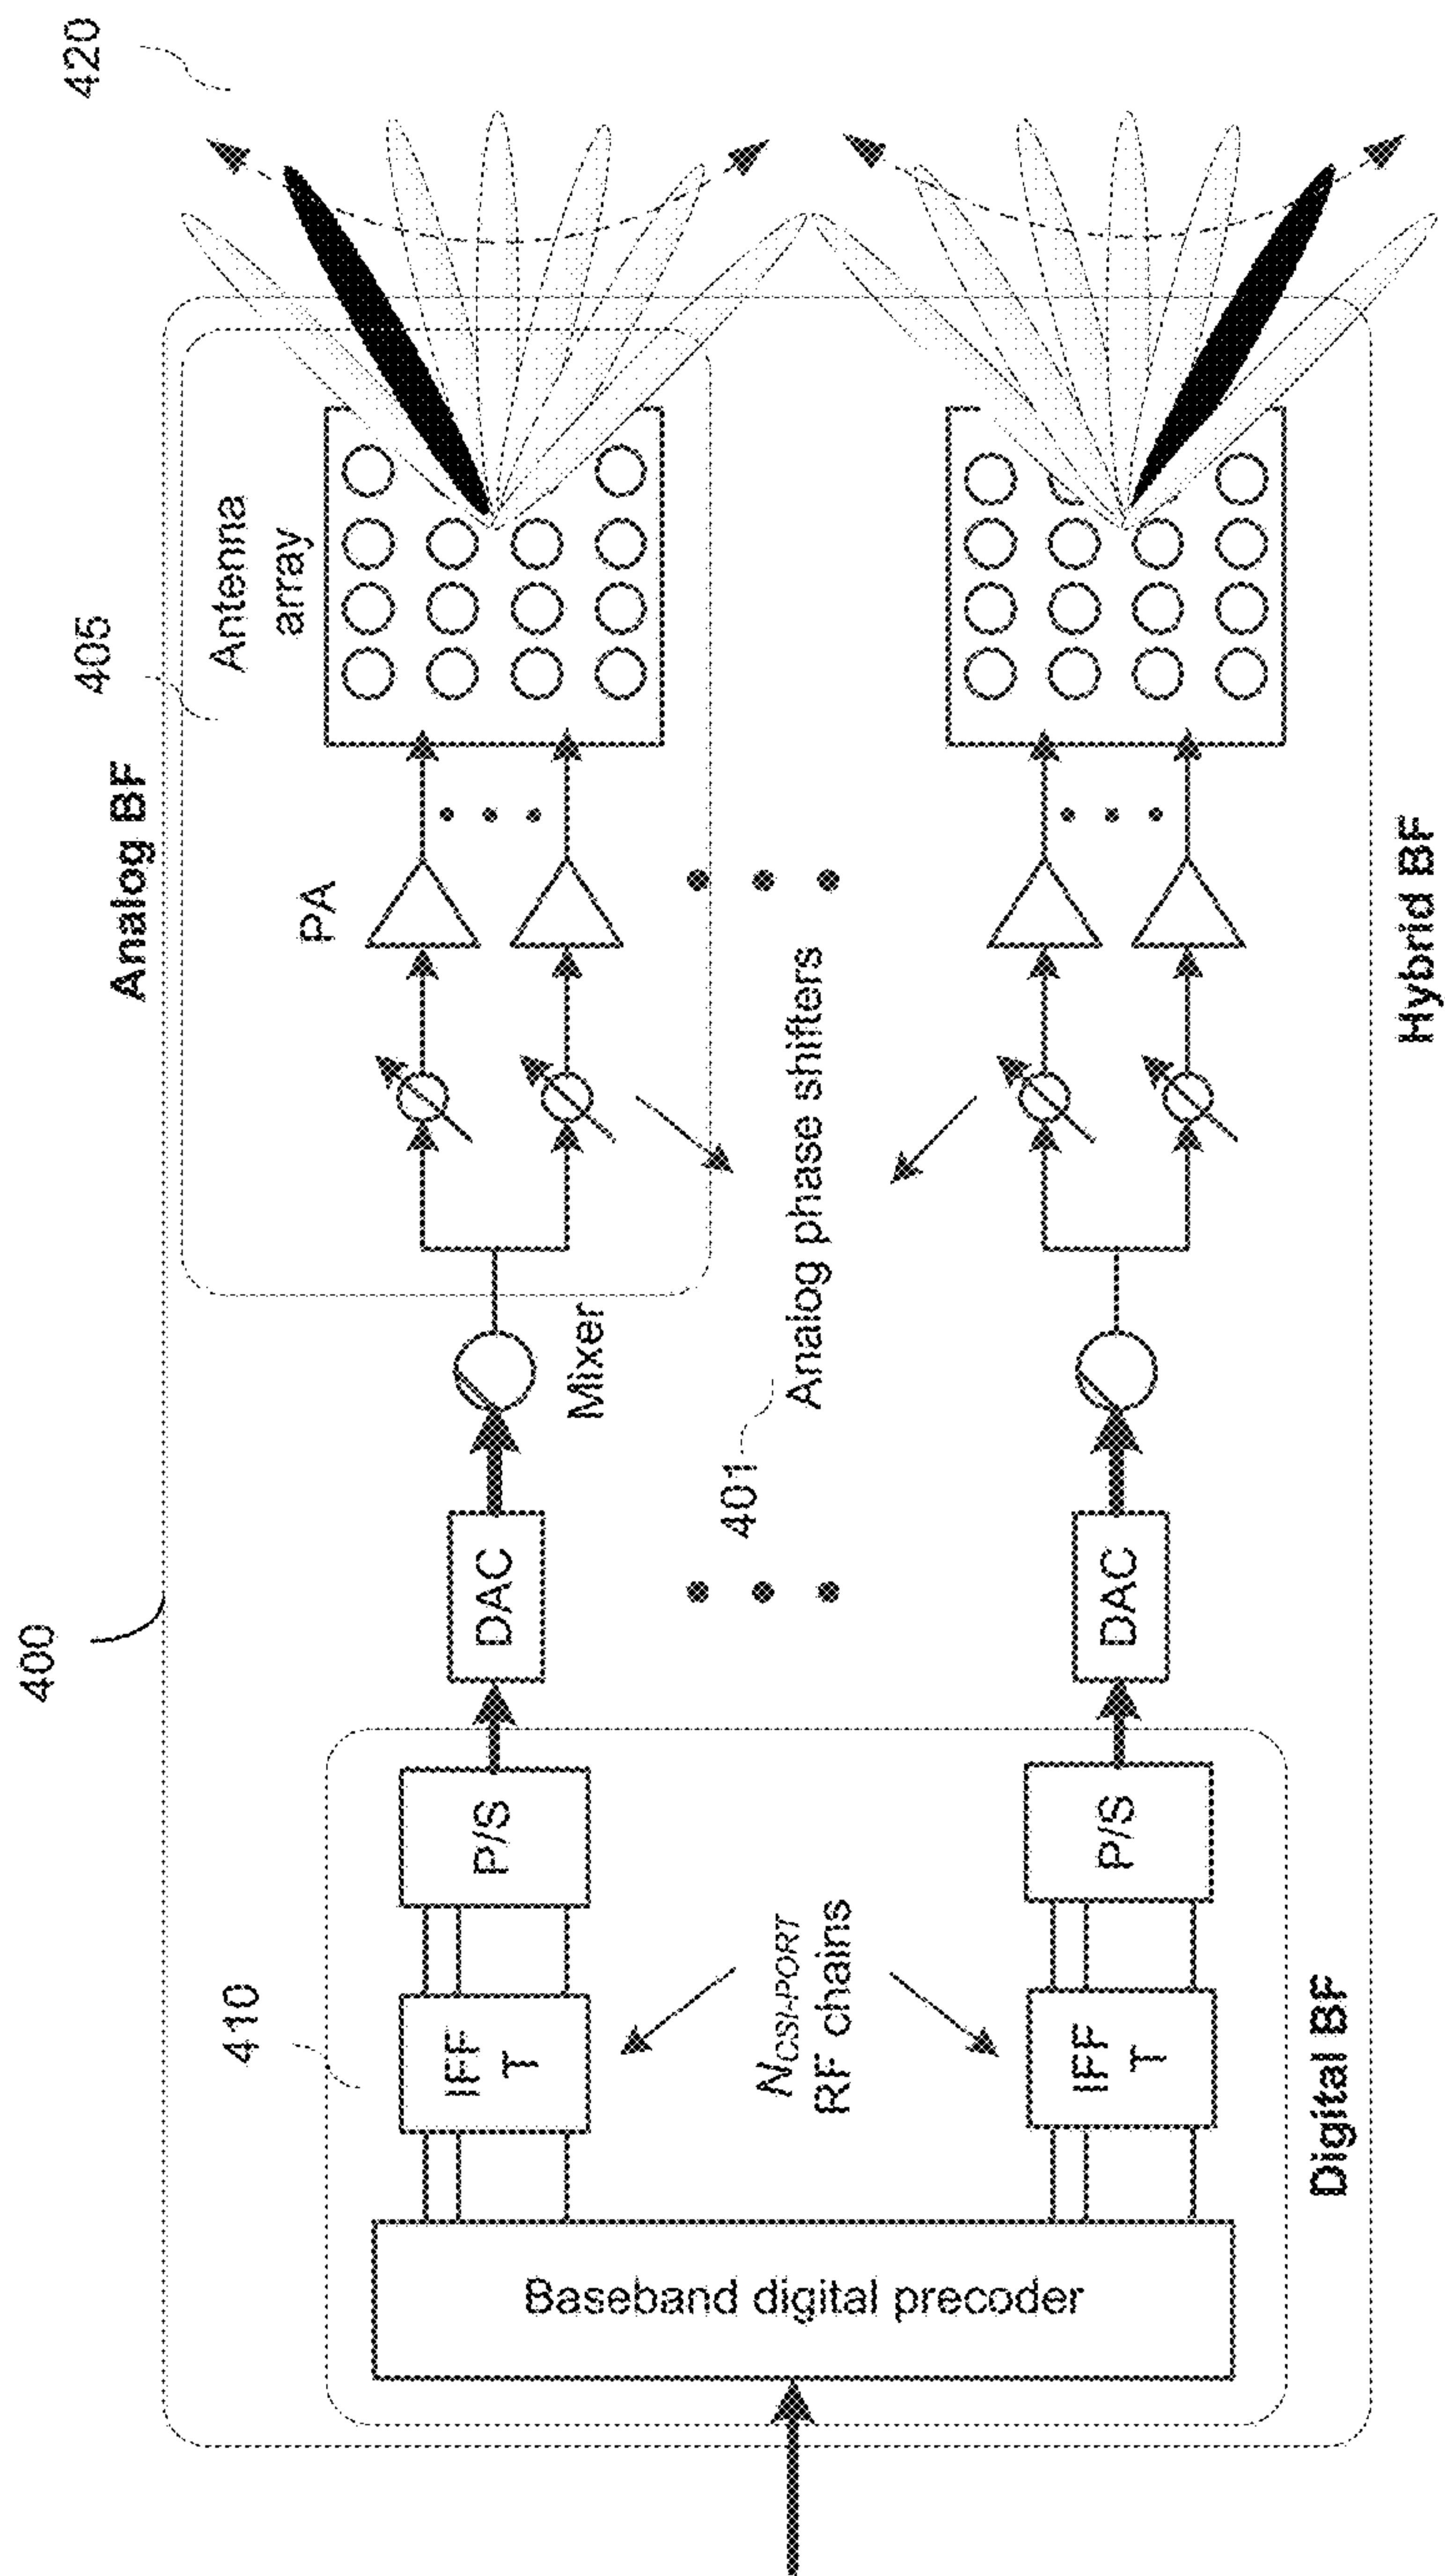 400
405
420
Analog BF
Antenna
array
PA
410
IFF
T
P/S
DAC
Mixer
401
Analog phase shifters
Baseband digital precoder
NCSI-PORT
RF chains
IFF
T
P/S
DAC
Digital BF
Hybrid BF